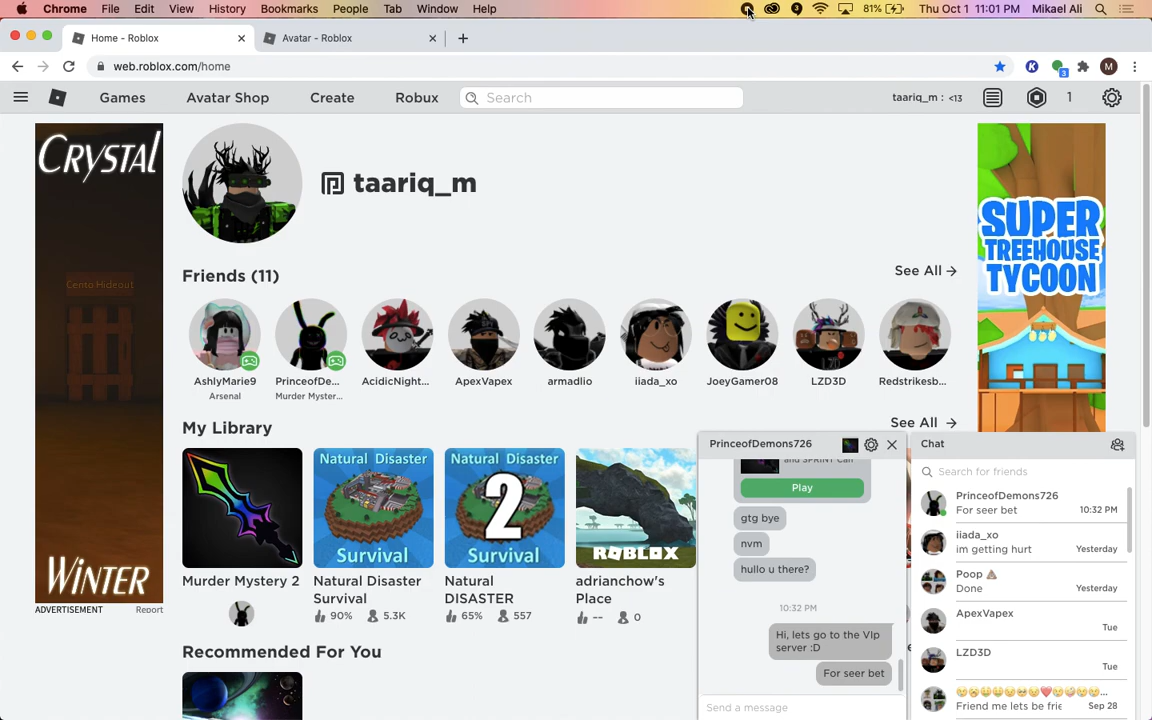 Chrome File Edit View History Bookmarks People Tab Window Help 3 81% Thu Oct 1 11:01 PM Mikael Ali
Home - Roblox Avatar - Roblox
web.roblox.com/home K 3 M
Games Avatar Shop Create Robux Search taariq_m : <13 1
CRYSTAL
Cento Hideout
WINTER
ADVERTISEMENT Report
taariq_m
Friends (11) See All
AshlyMarie9 PrinceofDe... AcidicNight... ApexVapex armadlio iiada_xo JoeyGamer08 LZD3D Redstrikesb...
Arsenal Murder Myster...
SUPER
TREEHOUSE
TYCOON
My Library See All
Natural Disaster
Survival
Natural Disaster
2
Survival
ROBLOX
Murder Mystery 2
Natural Disaster
Survival
90% 5.3K
Natural
DISASTER
65% 557
adrianchow's
Place
-- 0
Recommended For You
PrinceofDemons726
and SPRINT Can
Play
gtg bye
nvm
hullo u there?
10:32 PM
Hi, lets go to the VIp
server :D
For seer bet
Send a message
Chat
Search for friends
PrinceofDemons726
For seer bet 10:32 PM
iiada_xo
im getting hurt Yesterday
Poop 💩
Done Yesterday
ApexVapex
Tue
LZD3D
Tue
Friend me lets be frie Sep 28